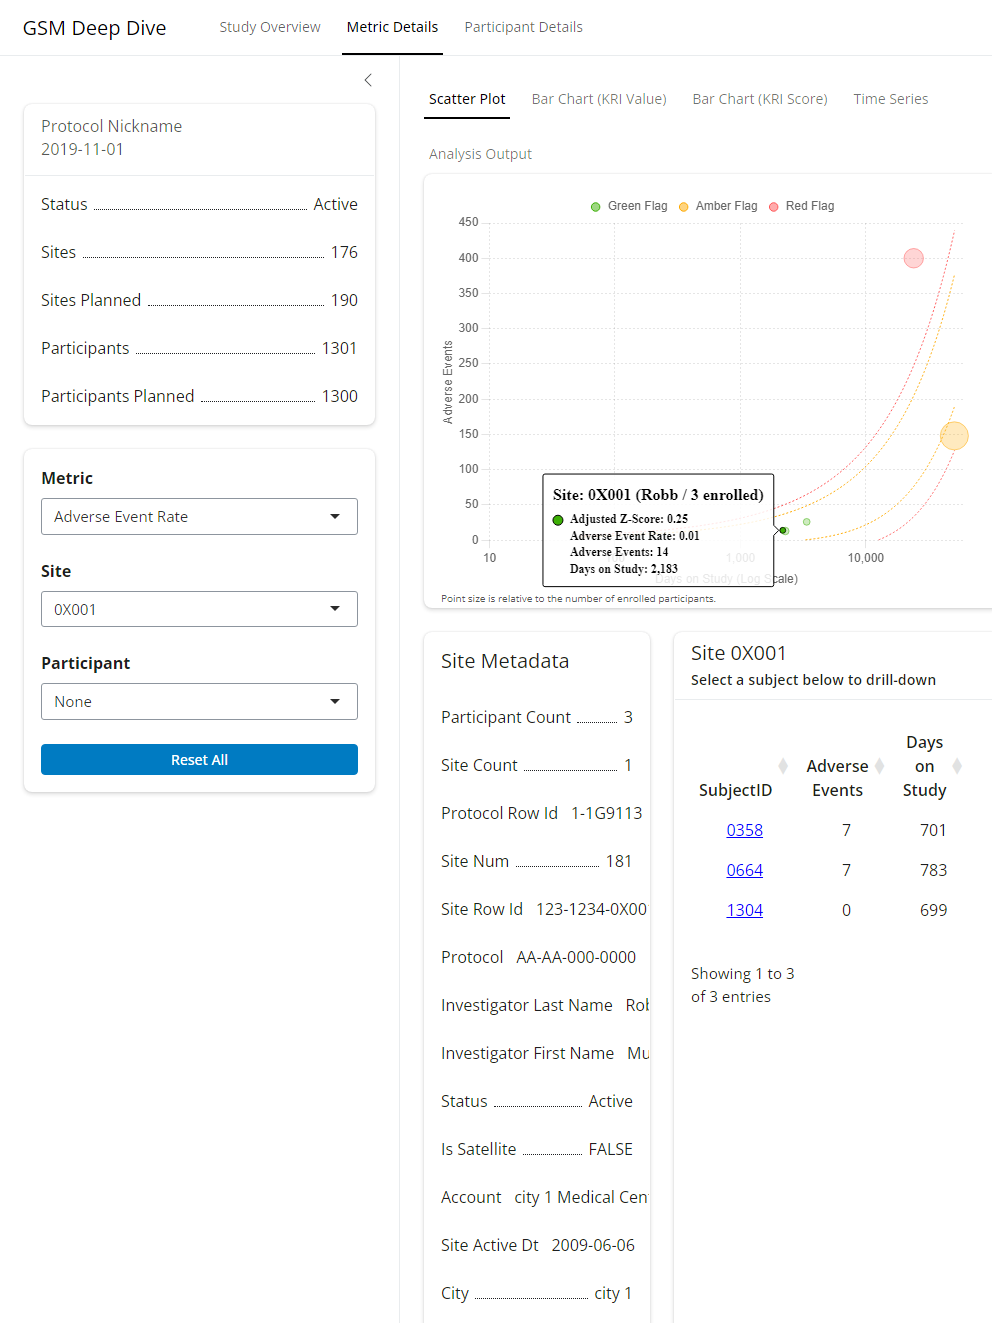 GSM Deep Dive
Study Overview
Metric Details
Participant Details
Protocol Nickname
2019-11-01
Status Active
Sites 176
Sites Planned 190
Participants 1301
Participants Planned 1300
Metric
Adverse Event Rate
Site
0X001
Participant
None
Reset All
Scatter Plot
Bar Chart (KRI Value)
Bar Chart (KRI Score)
Time Series
Analysis Output
Green Flag
Amber Flag
Red Flag
450
400
350
300
250
200
150
100
50
0
Adverse Events
10
1,000
10,000
Days on Study (Log Scale)
Site: 0X001 (Robb / 3 enrolled)
Adjusted Z-Score: 0.25
Adverse Event Rate: 0.01
Adverse Events: 14
Days on Study: 2,183
Point size is relative to the number of enrolled participants.
Site Metadata
Participant Count 3
Site Count 1
Protocol Row Id 1-1G9113
Site Num 181
Site Row Id 123-1234-0X00
Protocol AA-AA-000-0000
Investigator Last Name Rob
Investigator First Name Mu
Status Active
Is Satellite FALSE
Account city 1 Medical Cen
Site Active Dt 2009-06-06
City city 1
Site 0X001
Select a subject below to drill-down
SubjectID
Adverse
Events
Days
on
Study
0358 7 701
0664 7 783
1304 0 699
Showing 1 to 3
of 3 entries